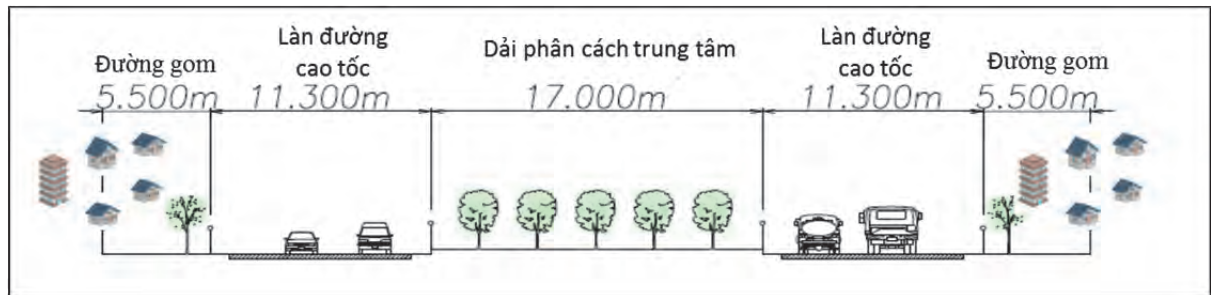 Đường gom
Làn đường
cao tốc
Dải phân cách trung tâm
Làn đường
cao tốc
Đường gom
5.500m
11.300m
17.000m
11.300m
5.500m